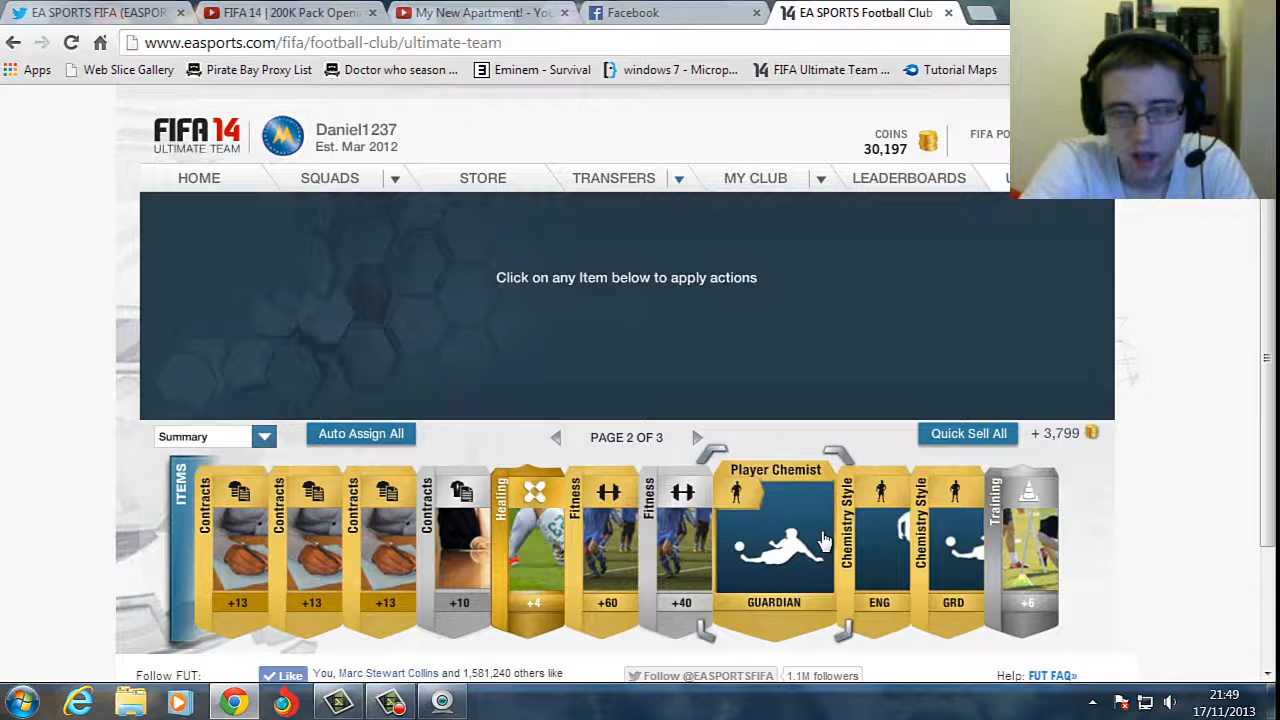 EA SPORTS FIFA (EASPOR
FIFA 14 | 200K Pack Open
My New Apartment! - Yo
Facebook
14 EA SPORTS Football Club
www.easports.com/fifa/football-club/ultimate-team
Apps
Web Slice Gallery
Pirate Bay Proxy List
Doctor who season ...
Eminem - Survival
windows 7 - Microp...
14 FIFA Ultimate Team ...
Tutorial Maps
FIFA 14
ULTIMATE TEAM
Daniel1237
Est. Mar 2012
COINS
30,197
FIFA PO
HOME
SQUADS
STORE
TRANSFERS
MY CLUB
LEADERBOARDS
Click on any Item below to apply actions
Summary
Auto Assign All
PAGE 2 OF 3
Quick Sell All
+ 3,799
ITEMS
Contracts
+13
Contracts
+13
Contracts
+13
Contracts
+10
Healing
+4
Fitness
+60
Fitness
+40
Player Chemist
GUARDIAN
Chemistry Style
ENG
Chemistry Style
GRD
Training
+6
Follow FUT:
Like
You, Marc Stewart Collins and 1,581,240 others like
Follow @EASPORTSFIFA
1.1M followers
Help: FUT FAQ»
21:49
17/11/2013